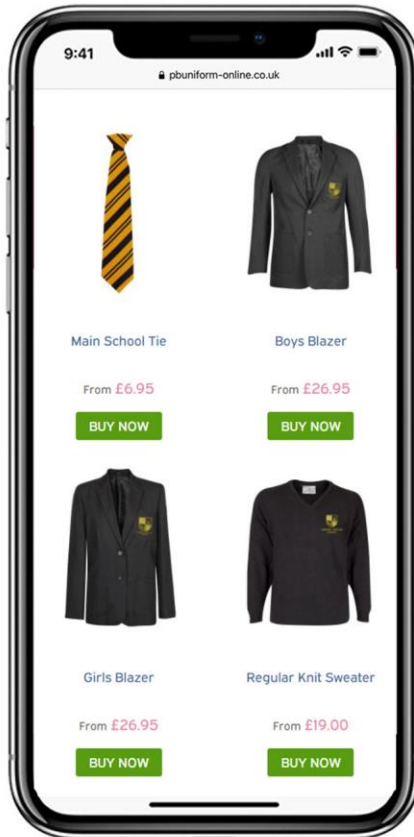 9:41
pbuniform-online.co.uk
Main School Tie
Boys Blazer
From £6.95
From £26.95
BUY NOW
BUY NOW
Girls Blazer
Regular Knit Sweater
From £26.95
From £19.00
BUY NOW
BUY NOW